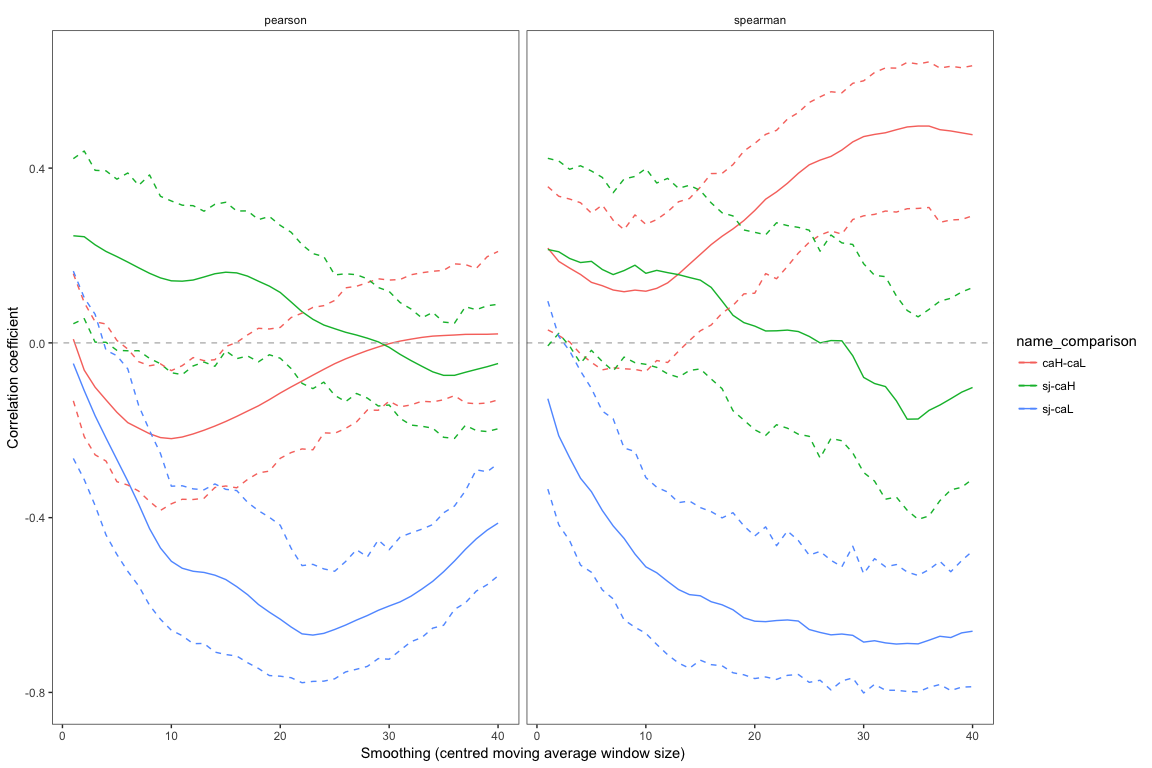 pearson
spearman
Correlation coefficient
0.4
0.0
-0.4
-0.8
0 10 20 30 40
0 10 20 30 40
Smoothing (centred moving average window size)
name_comparison
caH-caL
sj-caH
sj-caL